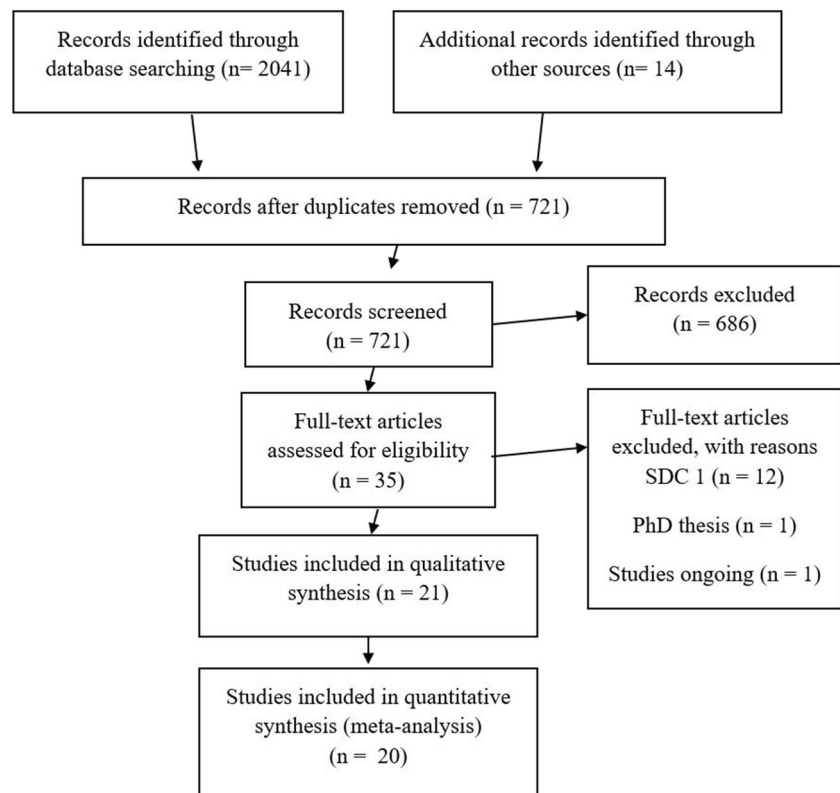 Records identified through
database searching (n= 2041)
Additional records identified through
other sources (n= 14)
Records after duplicates removed (n = 721)
Records screened
(n = 721)
Records excluded
(n = 686)
Full-text articles
assessed for eligibility
(n = 35)
Full-text articles
excluded, with reasons
SDC 1 (n = 12)
PhD thesis (n = 1)
Studies ongoing (n = 1)
Studies included in qualitative
synthesis (n = 21)
Studies included in quantitative
synthesis (meta-analysis)
(n =  20)